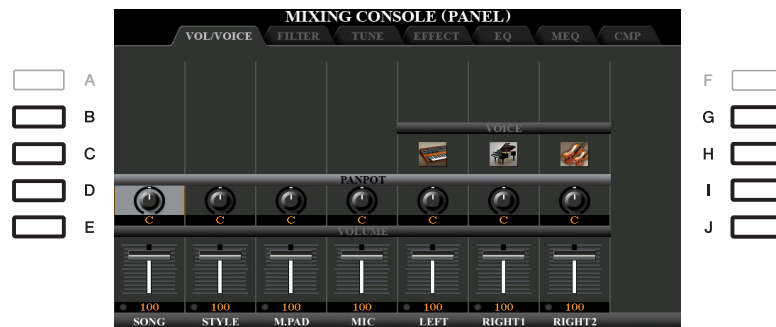 MIXING CONSOLE (PANEL)
VOL/VOICE FILTER TUNE EFFECT EQ MEQ CMP
A F
B G
VOICE
C H
PANPOT
D I
C C C C C C C
E J
VOLUME
100 100 100 100 100 100 100
SONG STYLE M.PAD MIC LEFT RIGHT1 RIGHT2